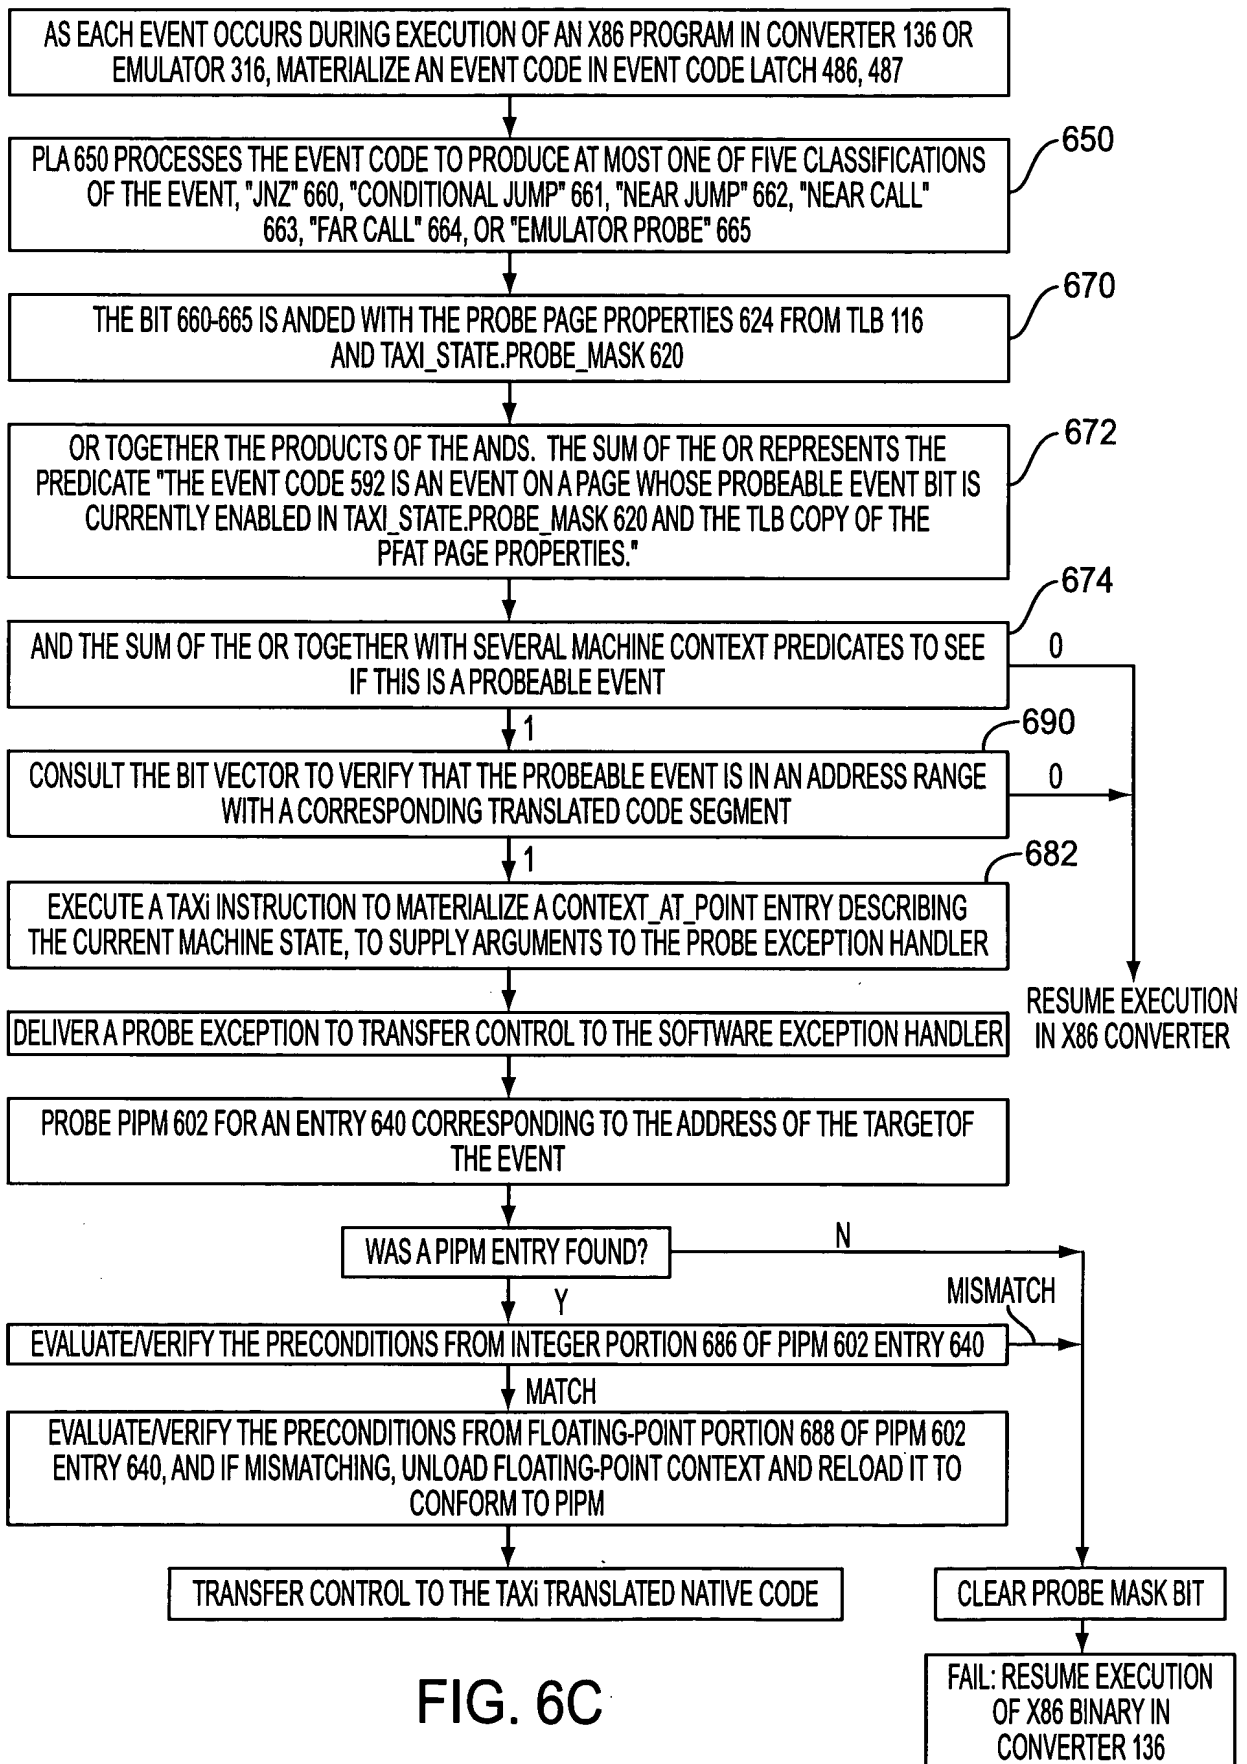 AS EACH EVENT OCCURS DURING EXECUTION OF AN X86 PROGRAM IN CONVERTER 136 OR
EMULATOR 316, MATERIALIZE AN EVENT CODE IN EVENT CODE LATCH 486, 487
650
PLA 650 PROCESSES THE EVENT CODE TO PRODUCE AT MOST ONE OF FIVE CLASSIFICATIONS
OF THE EVENT, "JNZ" 660, "CONDITIONAL JUMP" 661, "NEAR JUMP" 662, "NEAR CALL"
663, "FAR CALL" 664, OR "EMULATOR PROBE" 665
670
THE BIT 660-665 IS ANDED WITH THE PROBE PAGE PROPERTIES 624 FROM TLB 116
AND TAXI_STATE.PROBE_MASK 620
672
OR TOGETHER THE PRODUCTS OF THE ANDS. THE SUM OF THE OR REPRESENTS THE
PREDICATE "THE EVENT CODE 592 IS AN EVENT ON A PAGE WHOSE PROBEABLE EVENT BIT IS
CURRENTLY ENABLED IN TAXI_STATE.PROBE_MASK 620 AND THE TLB COPY OF THE
PFAT PAGE PROPERTIES."
674
AND THE SUM OF THE OR TOGETHER WITH SEVERAL MACHINE CONTEXT PREDICATES TO SEE
IF THIS IS A PROBEABLE EVENT
0
1
690
CONSULT THE BIT VECTOR TO VERIFY THAT THE PROBEABLE EVENT IS IN AN ADDRESS RANGE
WITH A CORRESPONDING TRANSLATED CODE SEGMENT
0
1
682
EXECUTE A TAXi INSTRUCTION TO MATERIALIZE A CONTEXT_AT_POINT ENTRY DESCRIBING
THE CURRENT MACHINE STATE, TO SUPPLY ARGUMENTS TO THE PROBE EXCEPTION HANDLER
RESUME EXECUTION
IN X86 CONVERTER
DELIVER A PROBE EXCEPTION TO TRANSFER CONTROL TO THE SOFTWARE EXCEPTION HANDLER
PROBE PIPM 602 FOR AN ENTRY 640 CORRESPONDING TO THE ADDRESS OF THE TARGETOF
THE EVENT
WAS A PIPM ENTRY FOUND?
N
Y
MISMATCH
EVALUATE/VERIFY THE PRECONDITIONS FROM INTEGER PORTION 686 OF PIPM 602 ENTRY 640
MATCH
EVALUATE/VERIFY THE PRECONDITIONS FROM FLOATING-POINT PORTION 688 OF PIPM 602
ENTRY 640, AND IF MISMATCHING, UNLOAD FLOATING-POINT CONTEXT AND RELOAD IT TO
CONFORM TO PIPM
TRANSFER CONTROL TO THE TAXi TRANSLATED NATIVE CODE
CLEAR PROBE MASK BIT
FAIL: RESUME EXECUTION
OF X86 BINARY IN
CONVERTER 136
FIG. 6C